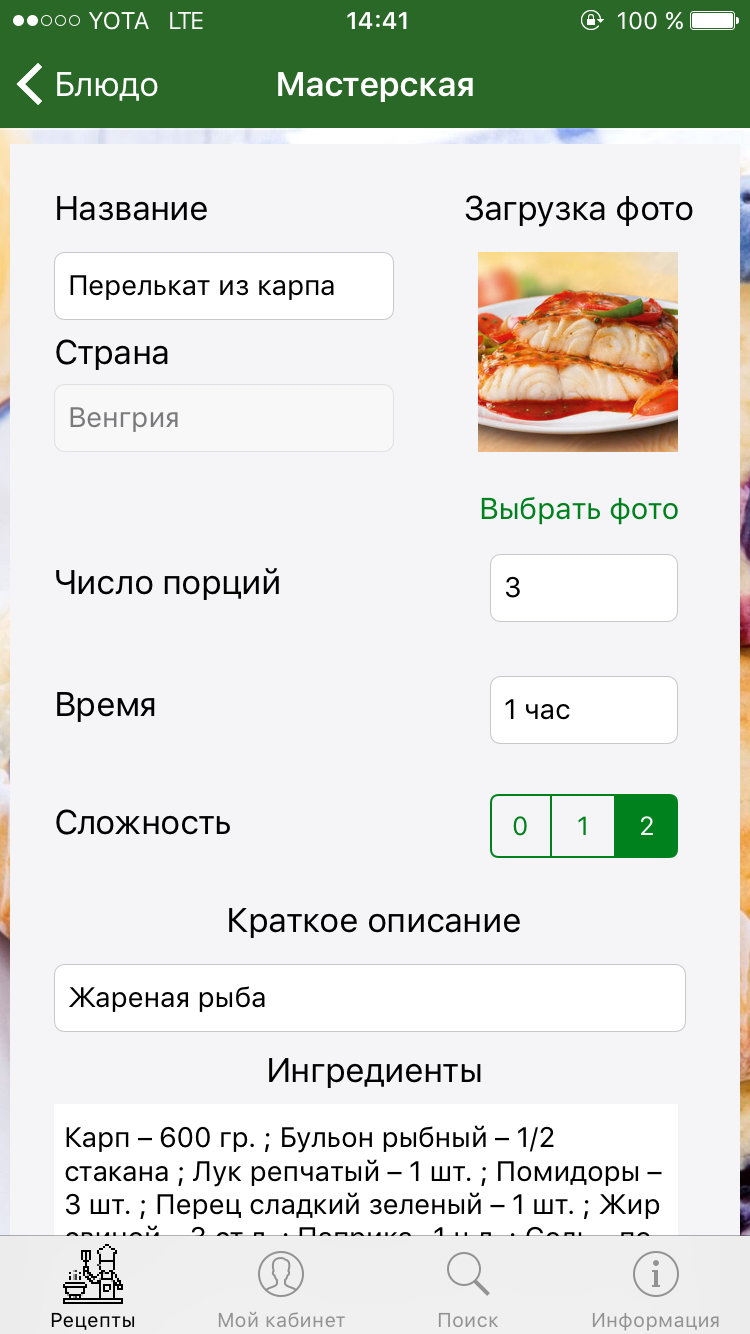 YOTA LTE 14:41 100 %
Блюдо Мастерская
Название Загрузка фото
Перелькат из карпа
Страна
Венгрия
Выбрать фото
Число порций 3
Время 1 час
Сложность 0 1 2
Краткое описание
Жареная рыба
Ингредиенты
Карп – 600 гр. ; Бульон рыбный – 1/2
стакана ; Лук репчатый – 1 шт. ; Помидоры –
3 шт. ; Перец сладкий зеленый – 1 шт. ; Жир
Рецепты Мой кабинет Поиск Информация